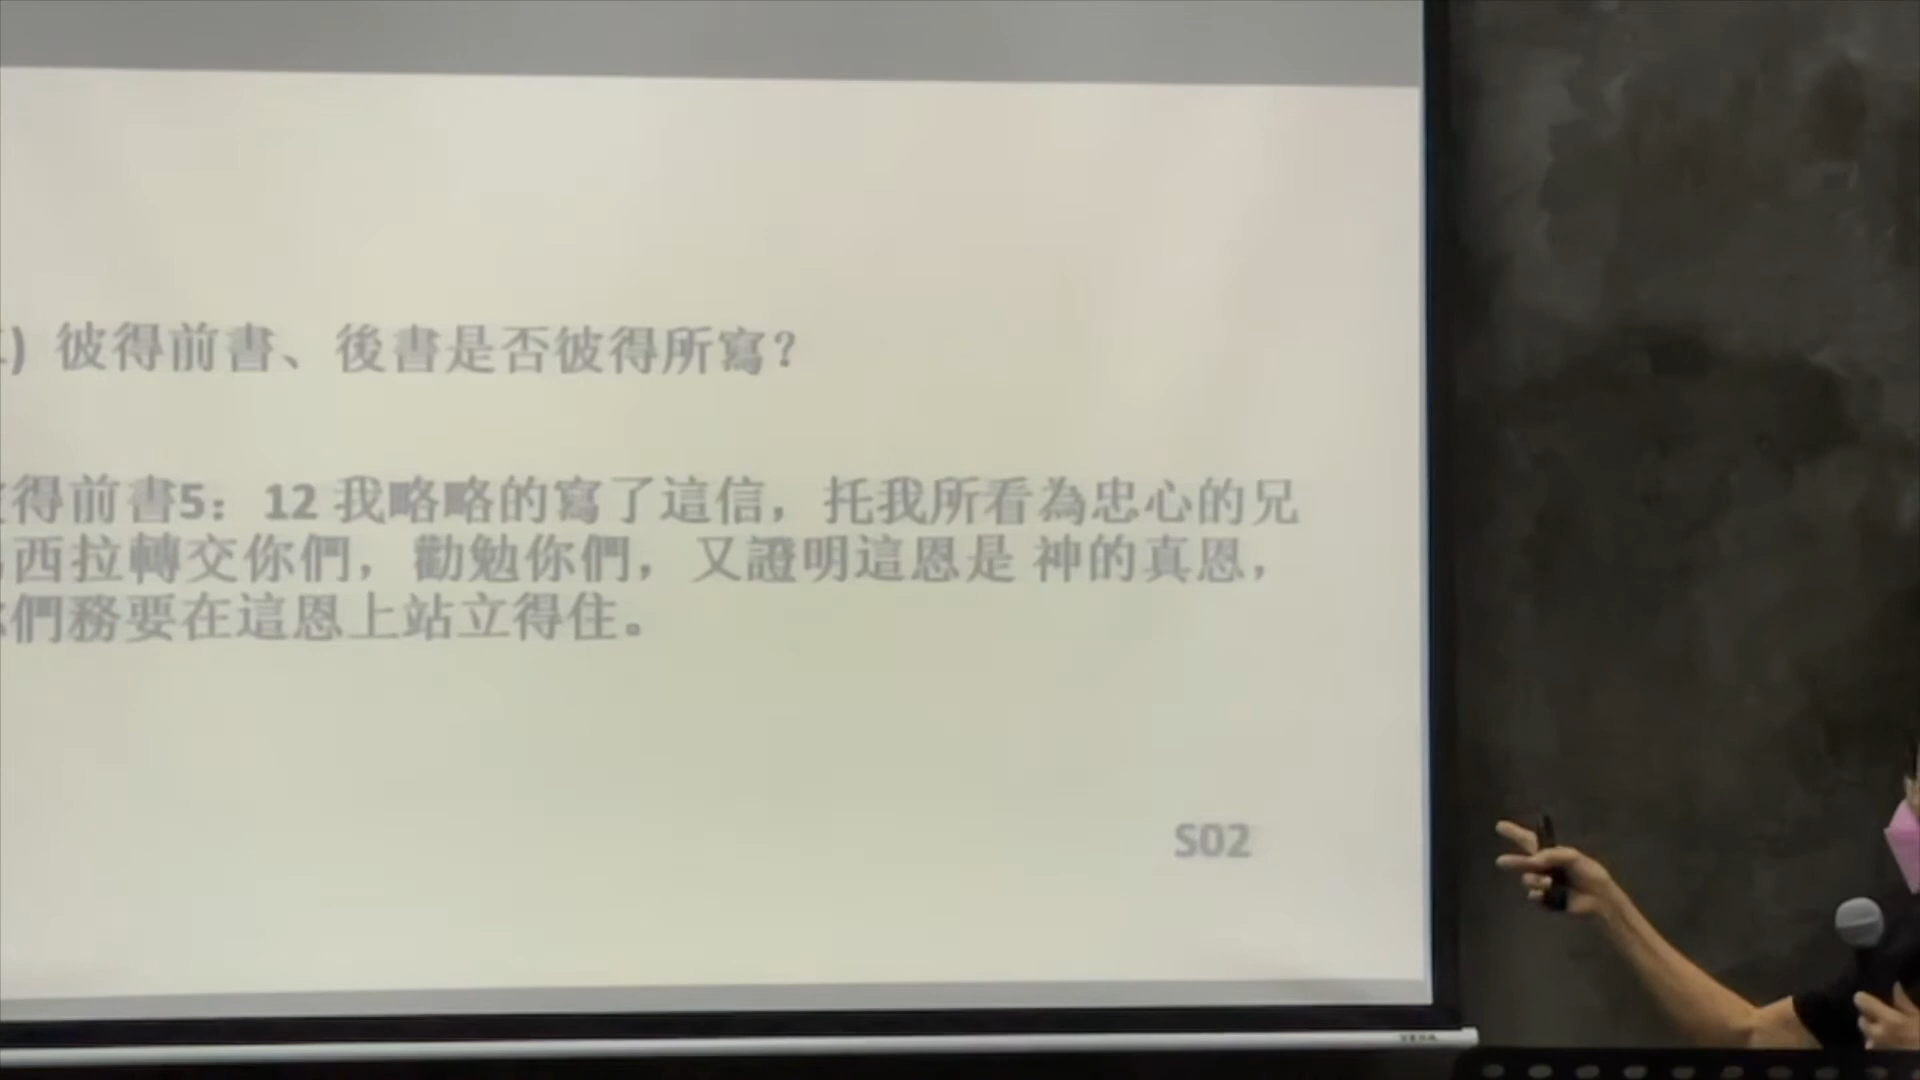 ) 彼得前書、後書是否彼得所寫？
得前書5：12 我略略的寫了這信，托我所看為忠心的兄
西拉轉交你們，勸勉你們，又證明這恩是 神的真恩，
們務要在這恩上站立得住。
S02